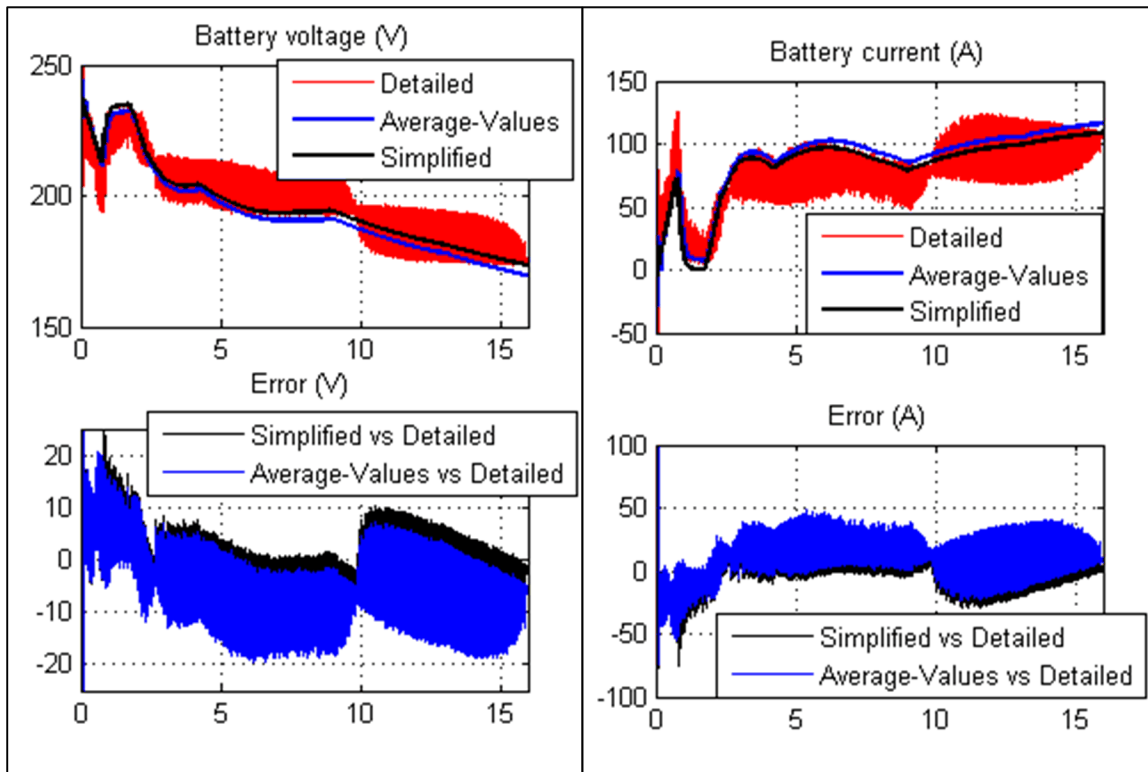 Battery voltage (V)
250
200
150
0
5
10
15
Detailed
Average-Values
Simplified
Error (V)
20
10
0
-10
-20
0
5
10
15
Simplified vs Detailed
Average-Values vs Detailed
Battery current (A)
150
100
50
0
-50
0
5
10
15
Detailed
Average-Values
Simplified
Error (A)
100
50
0
-50
-100
0
5
10
15
Simplified vs Detailed
Average-Values vs Detailed